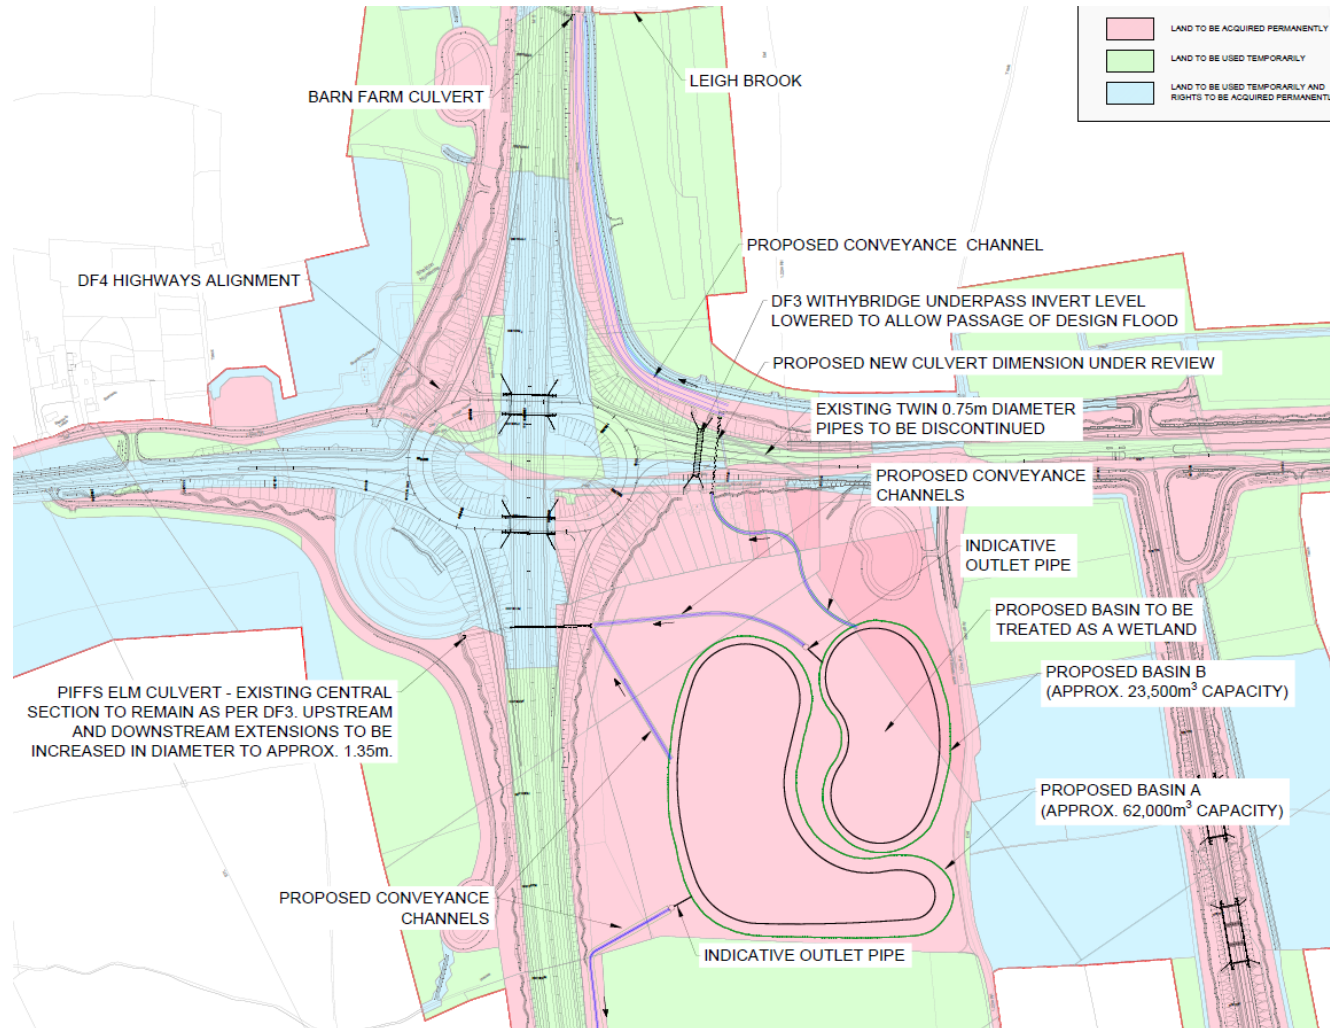 LAND TO BE ACQUIRED PERMANENTLY
LAND TO BE USED TEMPORARILY
LAND TO BE USED TEMPORARILY AND
RIGHTS TO BE ACQUIRED PERMANENTL
LEIGH BROOK
BARN FARM CULVERT
PROPOSED CONVEYANCE CHANNEL
DF4 HIGHWAYS ALIGNMENT
DF3 WITHYBRIDGE UNDERPASS INVERT LEVEL
LOWERED TO ALLOW PASSAGE OF DESIGN FLOOD
PROPOSED NEW CULVERT DIMENSION UNDER REVIEW
EXISTING TWIN 0.75m DIAMETER
PIPES TO BE DISCONTINUED
PROPOSED CONVEYANCE
CHANNELS
INDICATIVE
OUTLET PIPE
PROPOSED BASIN TO BE
TREATED AS A WETLAND
PROPOSED BASIN B
(APPROX. 23,500m³ CAPACITY)
PIFFS ELM CULVERT - EXISTING CENTRAL
SECTION TO REMAIN AS PER DF3. UPSTREAM
AND DOWNSTREAM EXTENSIONS TO BE
INCREASED IN DIAMETER TO APPROX. 1.35m.
PROPOSED BASIN A
(APPROX. 62,000m³ CAPACITY)
PROPOSED CONVEYANCE
CHANNELS
INDICATIVE OUTLET PIPE